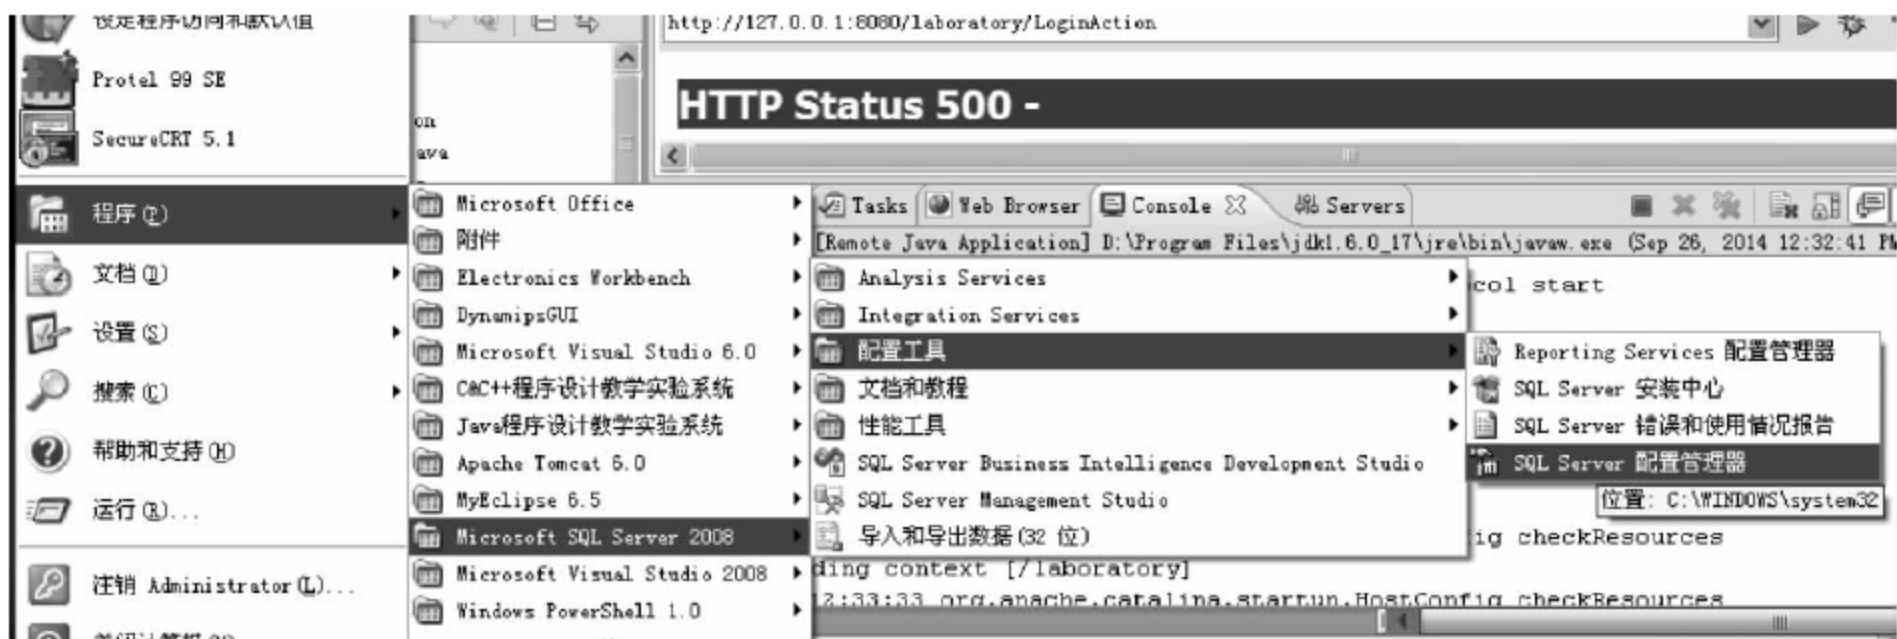 设定程序访问和默认值
Protel 99 SE
SecureCRT 5.1
程序(P)
文档(D)
设置(S)
搜索(C)
帮助和支持(H)
运行(R)...
注销 Administrator(L)...
on
ava
Microsoft Office
附件
Electronics Workbench
DynamipsGUI
Microsoft Visual Studio 6.0
C&C++程序设计教学实验系统
Java程序设计教学实验系统
Apache Tomcat 6.0
MyEclipse 6.5
Microsoft SQL Server 2008
Microsoft Visual Studio 2008
Windows PowerShell 1.0
http://127.0.0.1:8080/laboratory/LoginAction
HTTP Status 500 -
Tasks Web Browser Console Servers
[Remote Java Application] D:\Program Files\jdk1.6.0_17\jre\bin\javaw.exe (Sep 26, 2014 12:32:41 PM
Analysis Services
Integration Services
配置工具
文档和教程
性能工具
SQL Server Business Intelligence Development Studio
SQL Server Management Studio
导入和导出数据(32 位)
col start
Reporting Services 配置管理器
SQL Server 安装中心
SQL Server 错误和使用情况报告
SQL Server 配置管理器
位置: C:\WINDOWS\system32
ig checkResources
ding context [/laboratory]
12:33:33 org.apache.catalina.startup.HostConfig checkResources